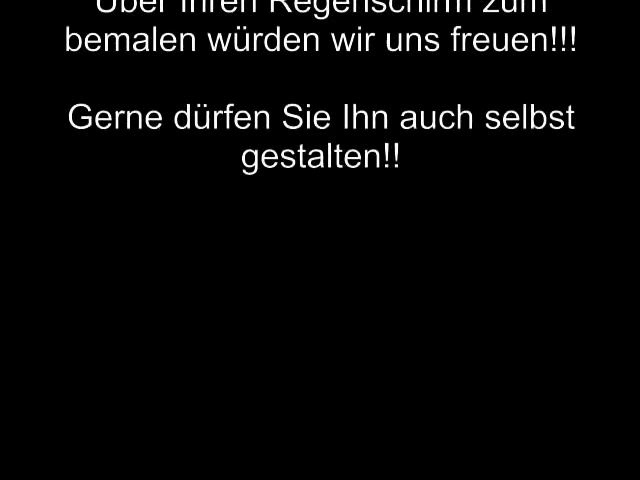 Über Ihren Regenschirm zum
bemalen würden wir uns freuen!!!
Gerne dürfen Sie Ihn auch selbst
gestalten!!